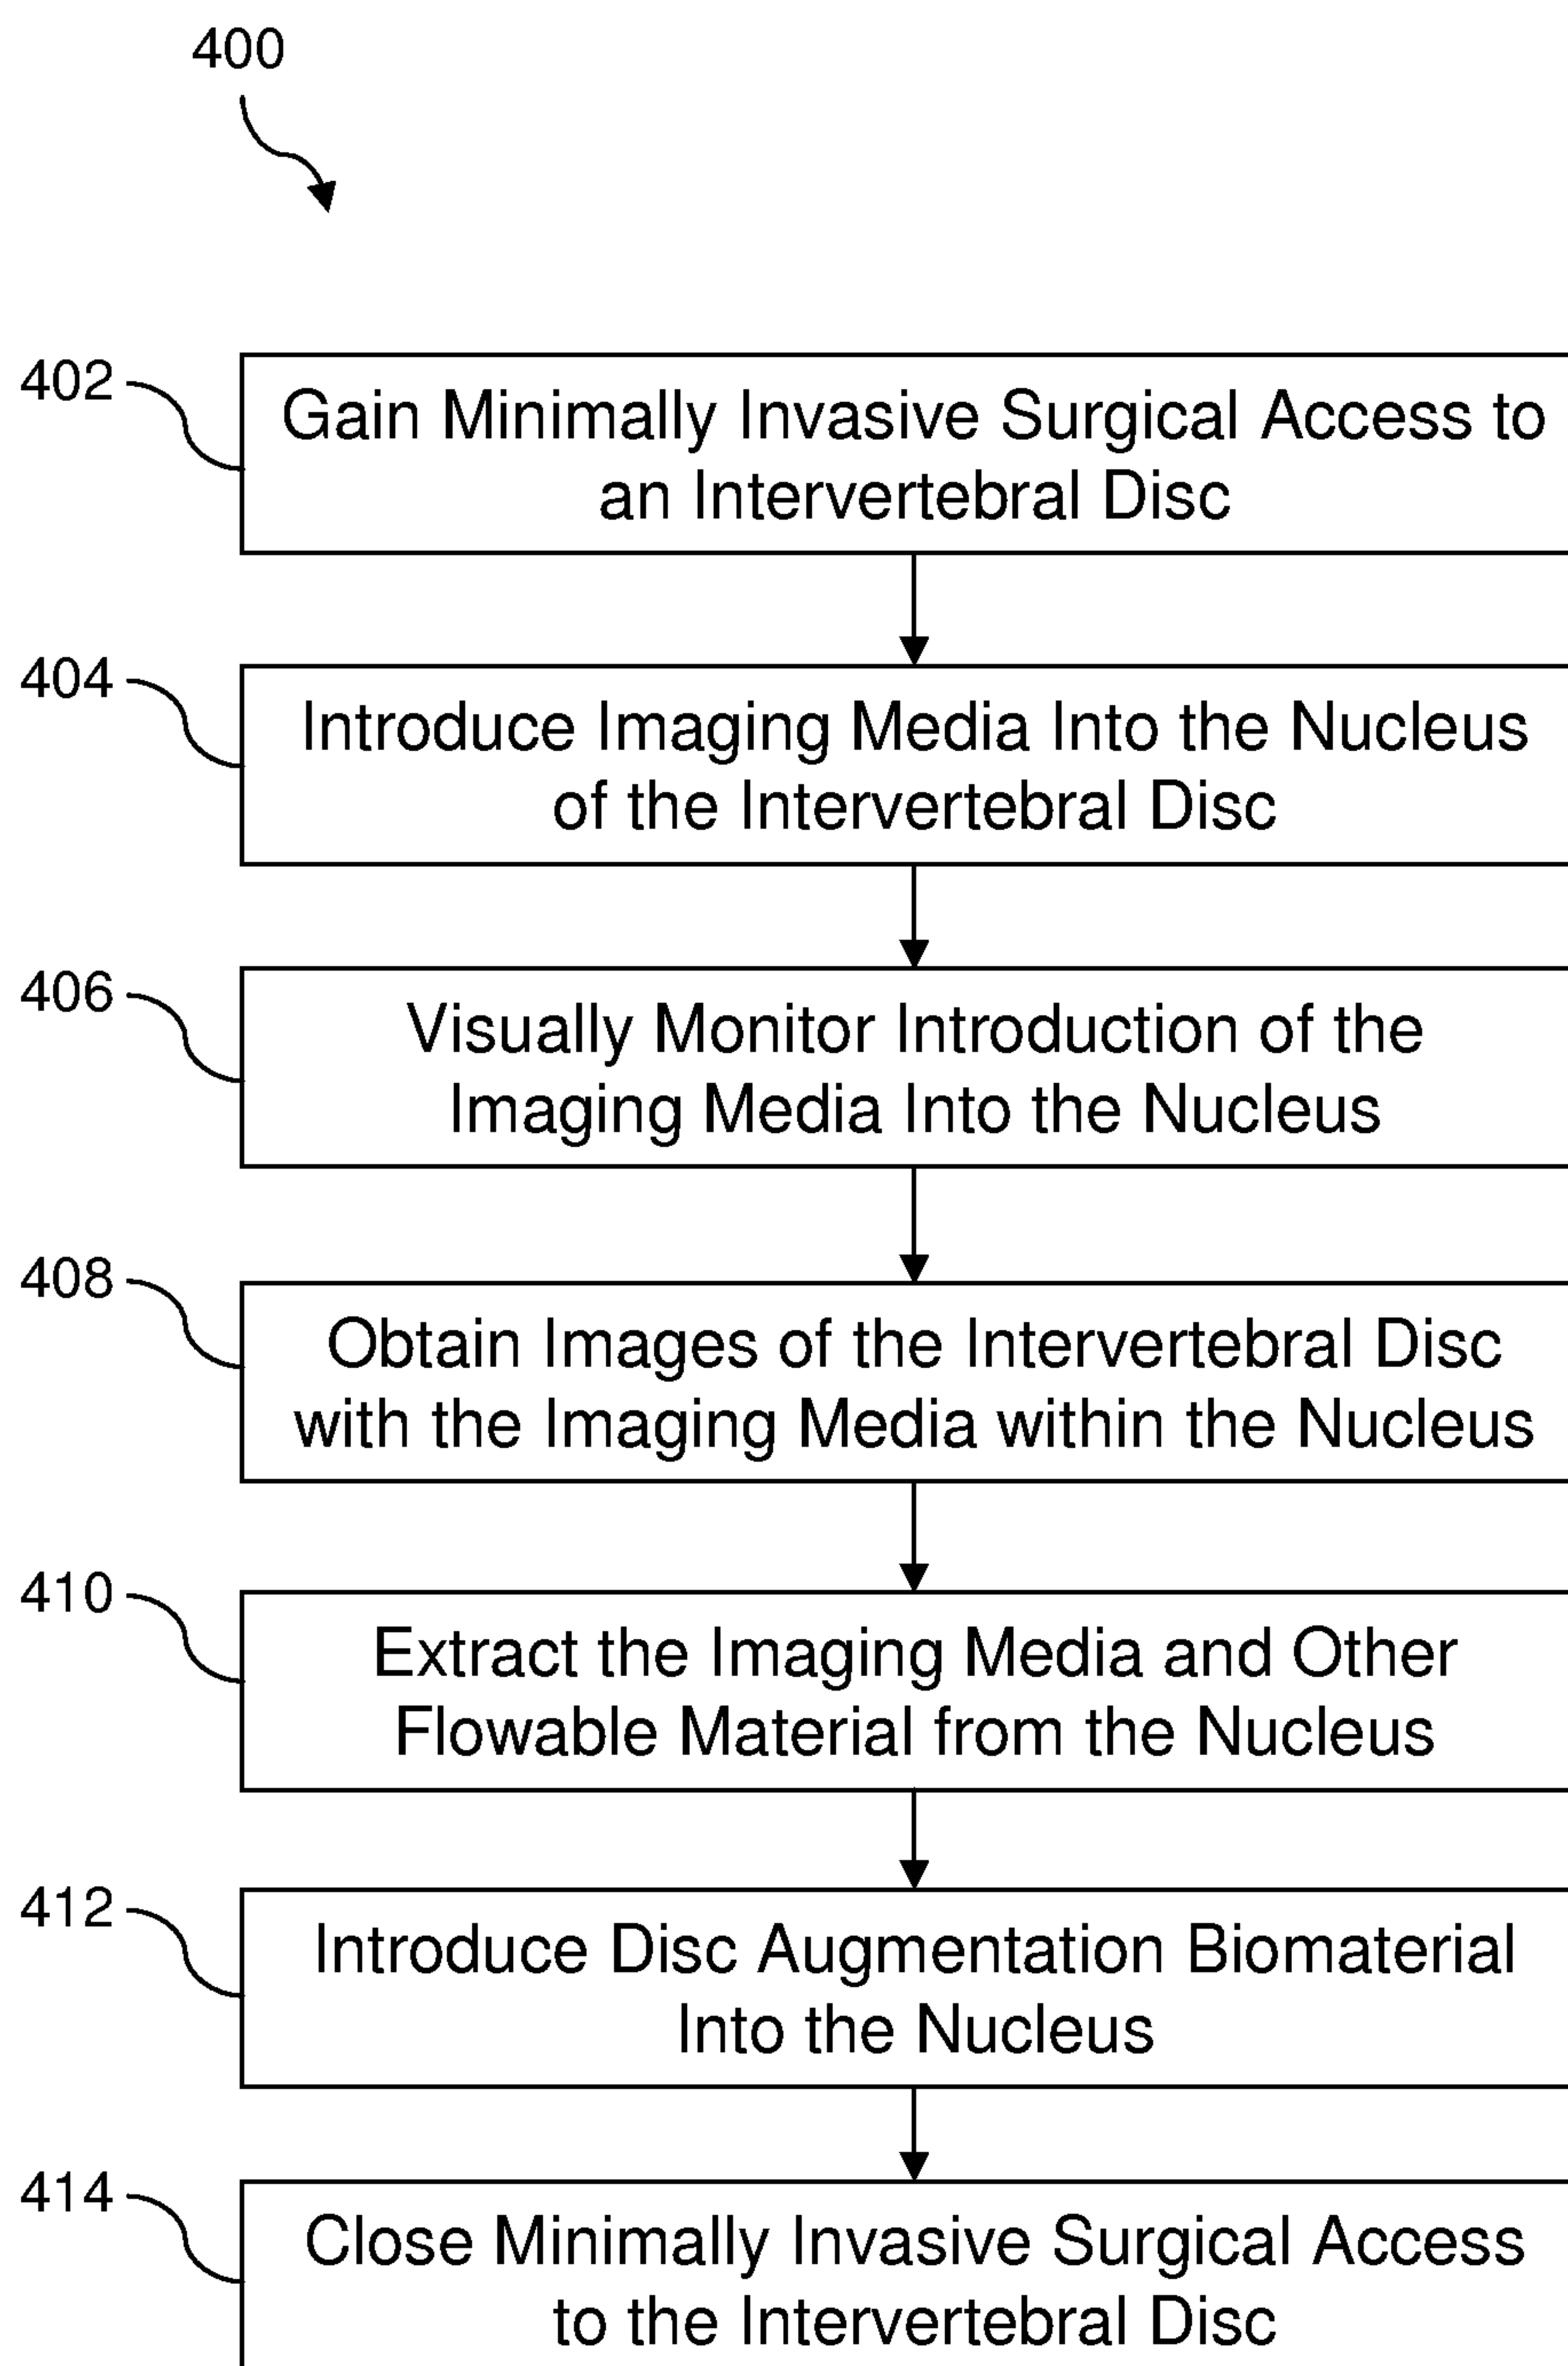 400
402
Gain Minimally Invasive Surgical Access to
an Intervertebral Disc
404
Introduce Imaging Media Into the Nucleus
of the Intervertebral Disc
406
Visually Monitor Introduction of the
Imaging Media Into the Nucleus
408
Obtain Images of the Intervertebral Disc
with the Imaging Media within the Nucleus
410
Extract the Imaging Media and Other
Flowable Material from the Nucleus
412
Introduce Disc Augmentation Biomaterial
Into the Nucleus
414
Close Minimally Invasive Surgical Access
to the Intervertebral Disc